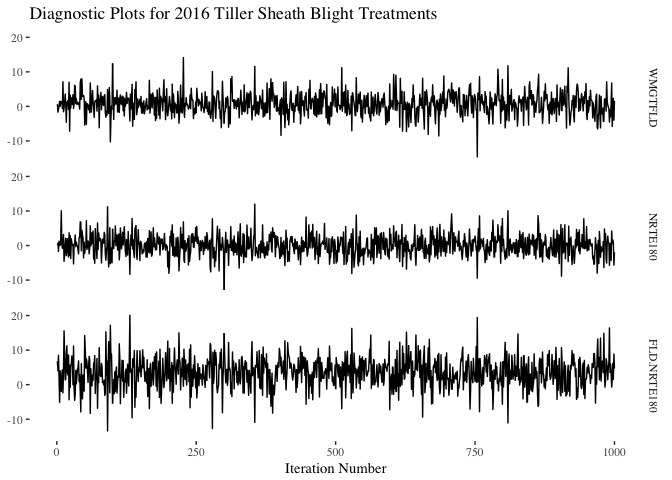 Diagnostic Plots for 2016 Tiller Sheath Blight Treatments
20
10
0
-10
WMGTFLD
20
10
0
-10
NRTE180
20
10
0
-10
FLD.NRTE180
0 250 500 750 1000
Iteration Number